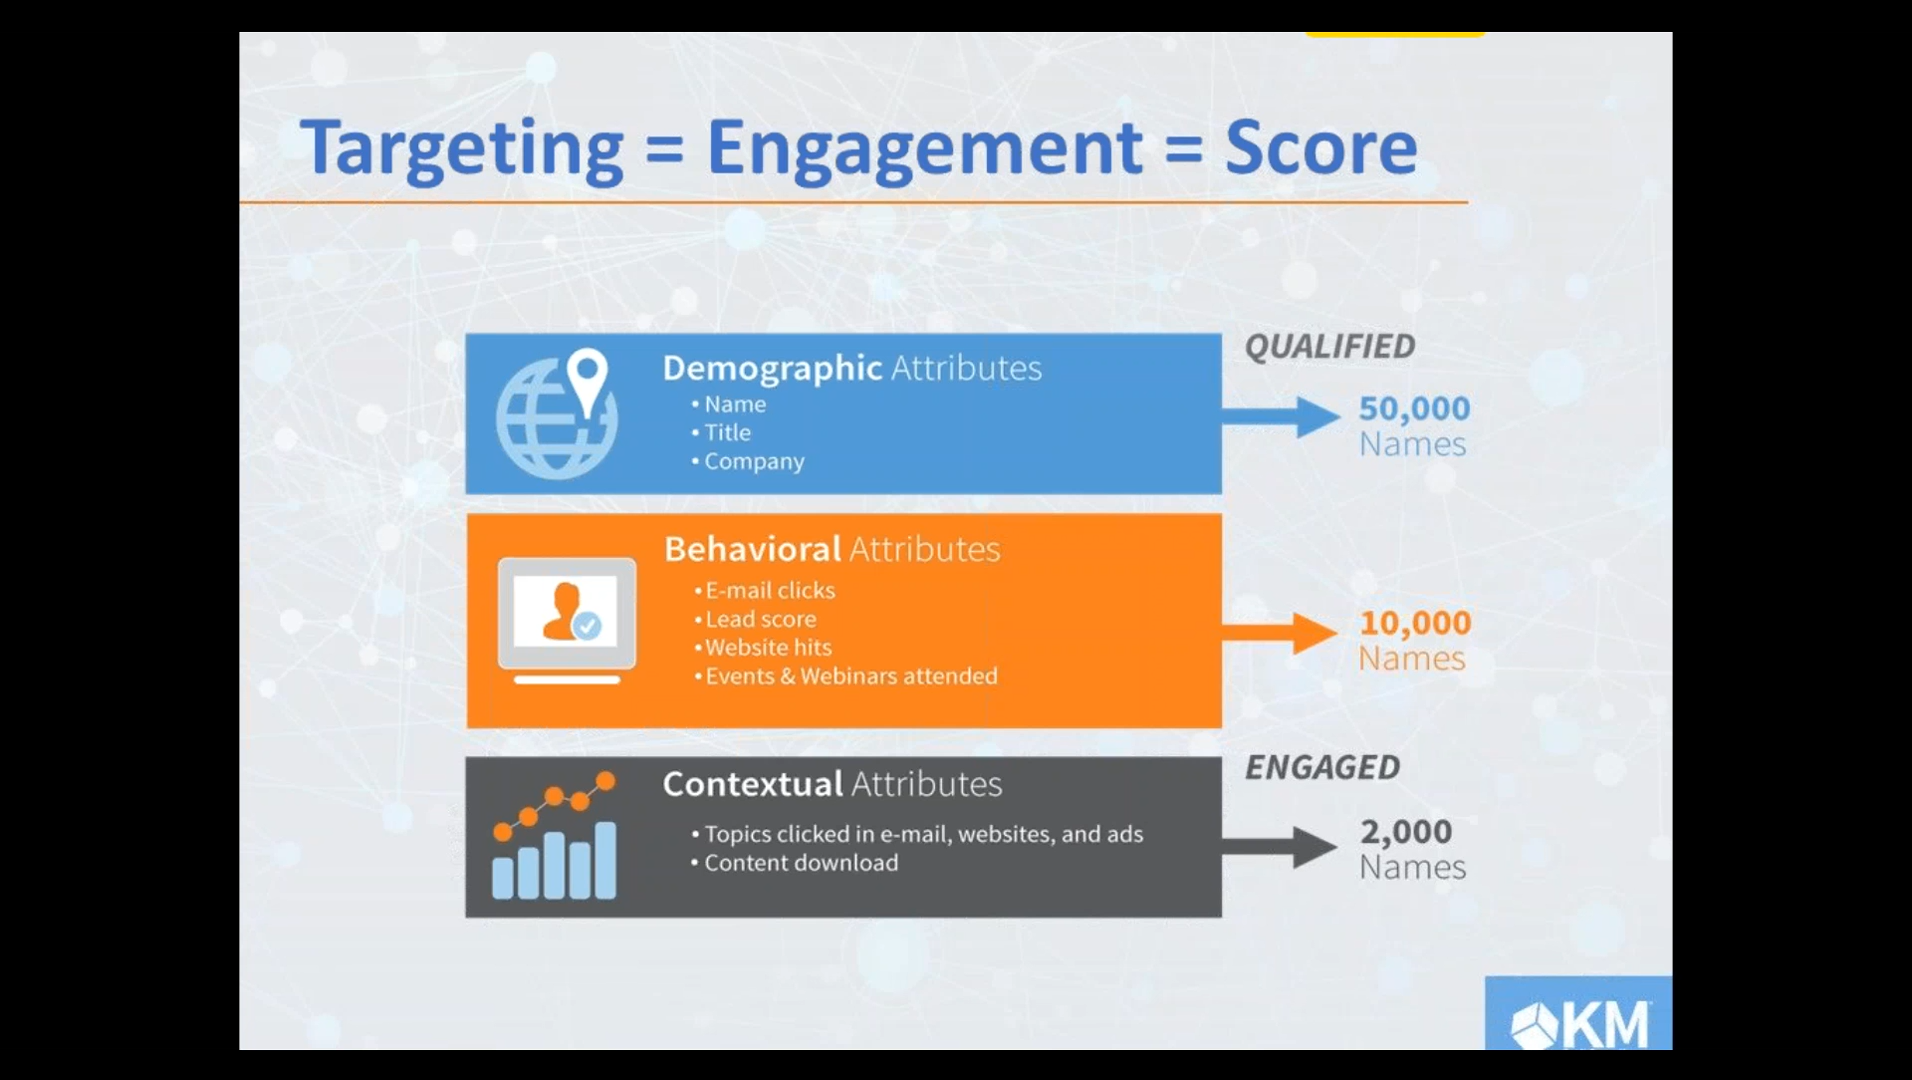 Targeting = Engagement = Score
QUALIFIED
Demographic Attributes
• Name
• Title
• Company
50,000
Names
Behavioral Attributes
• E-mail clicks
• Lead score
• Website hits
• Events & Webinars attended
10,000
Names
ENGAGED
Contextual Attributes
• Topics clicked in e-mail, websites, and ads
• Content download
2,000
Names
KM